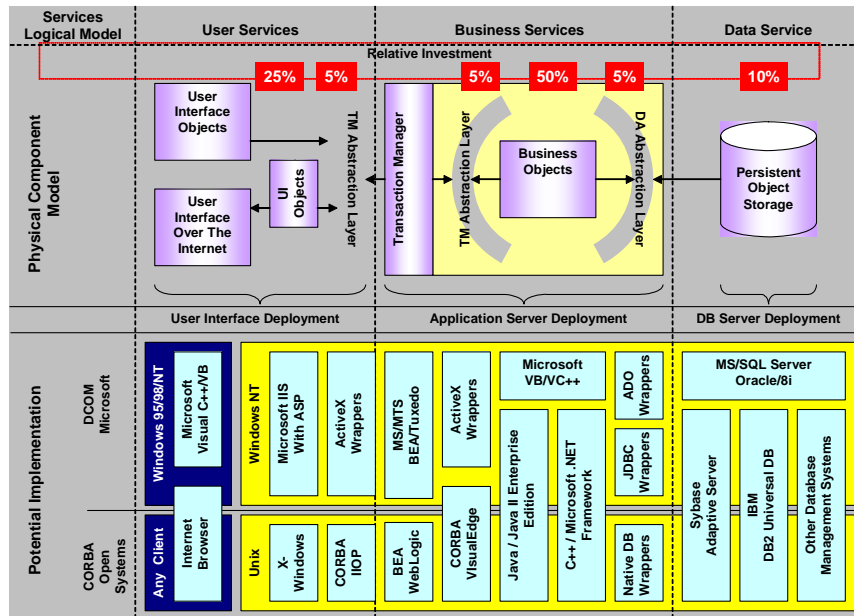 Services
Logical Model
User Services
Business Services
Data Service
Relative Investment
25%
5%
5%
50%
5%
10%
Physical Component
Model
User
Interface
Objects
User
Interface
Over The
Internet
UI
Objects
TM Abstraction Layer
Transaction Manager
TM Abstraction Layer
Business
Objects
DA Abstraction Layer
Persistent
Object
Storage
User Interface Deployment
Application Server Deployment
DB Server Deployment
Potential Implementation
DCOM
Microsoft
Windows 95/98/NT
Microsoft
Visual C++/VB
Windows NT
Microsoft IIS
With ASP
ActiveX
Wrappers
MS/MTS
BEA/Tuxedo
ActiveX
Wrappers
Microsoft
VB/VC++
ADO
Wrappers
JDBC
Wrappers
MS/SQL Server
Oracle/8i
Java / Java II Enterprise
Edition
C++ / Microsoft .NET
Framework
Sybase
Adaptive Server
IBM
DB2 Universal DB
Other Database
Management Systems
CORBA
Open
Systems
Any Client
Internet
Browser
Unix
X-
Windows
CORBA
IIOP
BEA
WebLogic
CORBA
VIsualEdge
Native DB
Wrappers